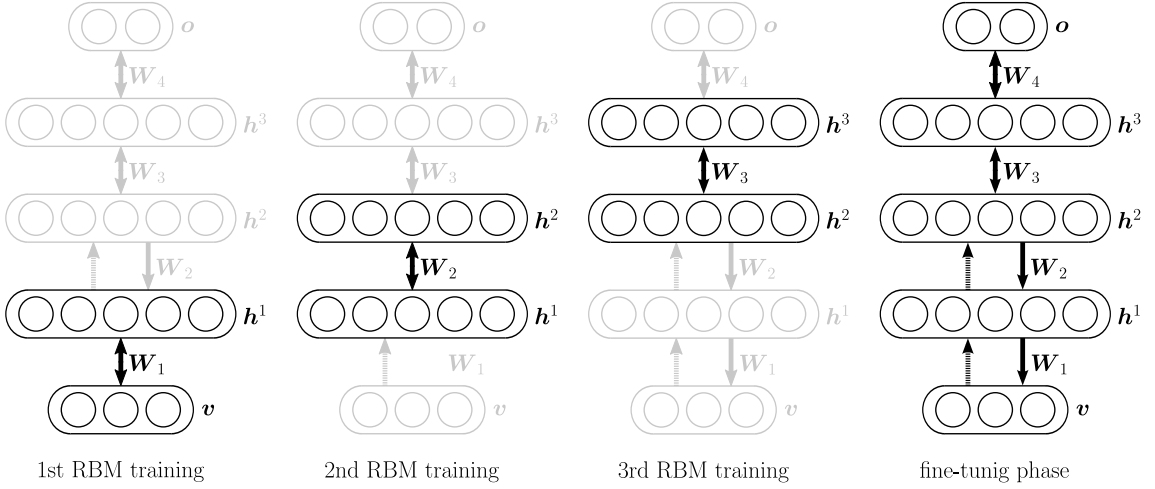 o
W₄
h³
W₃
h²
W₂
h¹
W₁
v
1st RBM training
o
W₄
h³
W₃
h²
W₂
h¹
W₁
v
2nd RBM training
o
W₄
h³
W₃
h²
W₂
h¹
W₁
v
3rd RBM training
o
W₄
h³
W₃
h²
W₂
h¹
W₁
v
fine-tunig phase